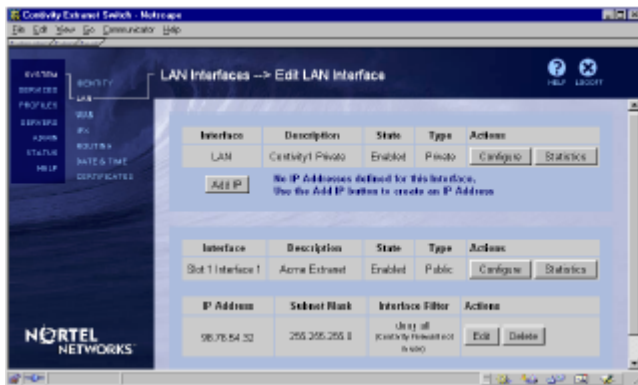 Contivity Extranet Switch - Netscape
File Edit View Go Communicator Help
SYSTEM
SERVICES
PROFILES
SERVERS
ADMIN
STATUS
HELP
IDENTITY
LAN
WAN
IPX
ROUTING
DATE & TIME
CERTIFICATES
LAN Interfaces --> Edit LAN Interface
HELP LOGOFF
Interface Description State Type Actions
LAN Contivity1 Private Enabled Private Configure Statistics
Add IP
No IP Addresses defined for this Interface.
Use the Add IP button to create an IP Address
Interface Description State Type Actions
Slot 1 Interface 1 Acme Extranet Enabled Public Configure Statistics
IP Address Subnet Mask Interface Filter Actions
98.76.54.32 255.255.255.0 deny all Edit Delete
NORTEL
NETWORKS